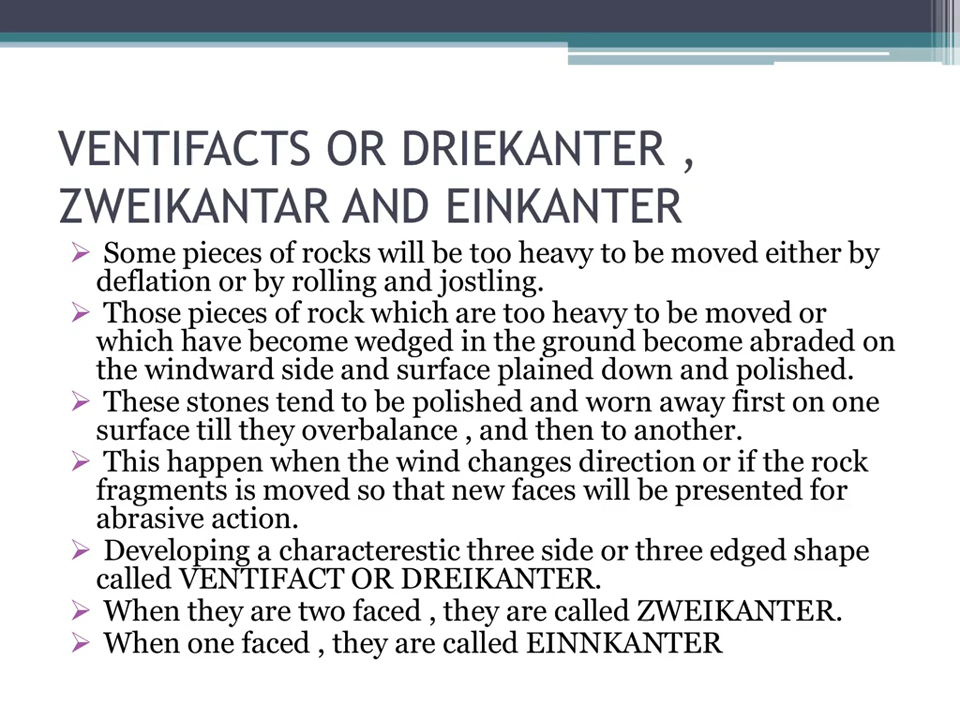 VENTIFACTS OR DRIEKANTER ,
ZWEIKANTAR AND EINKANTER
Some pieces of rocks will be too heavy to be moved either by
deflation or by rolling and jostling.
Those pieces of rock which are too heavy to be moved or
which have become wedged in the ground become abraded on
the windward side and surface plained down and polished.
These stones tend to be polished and worn away first on one
surface till they overbalance , and then to another.
This happen when the wind changes direction or if the rock
fragments is moved so that new faces will be presented for
abrasive action.
Developing a characterestic three side or three edged shape
called VENTIFACT OR DREIKANTER.
When they are two faced , they are called ZWEIKANTER.
When one faced , they are called EINNKANTER